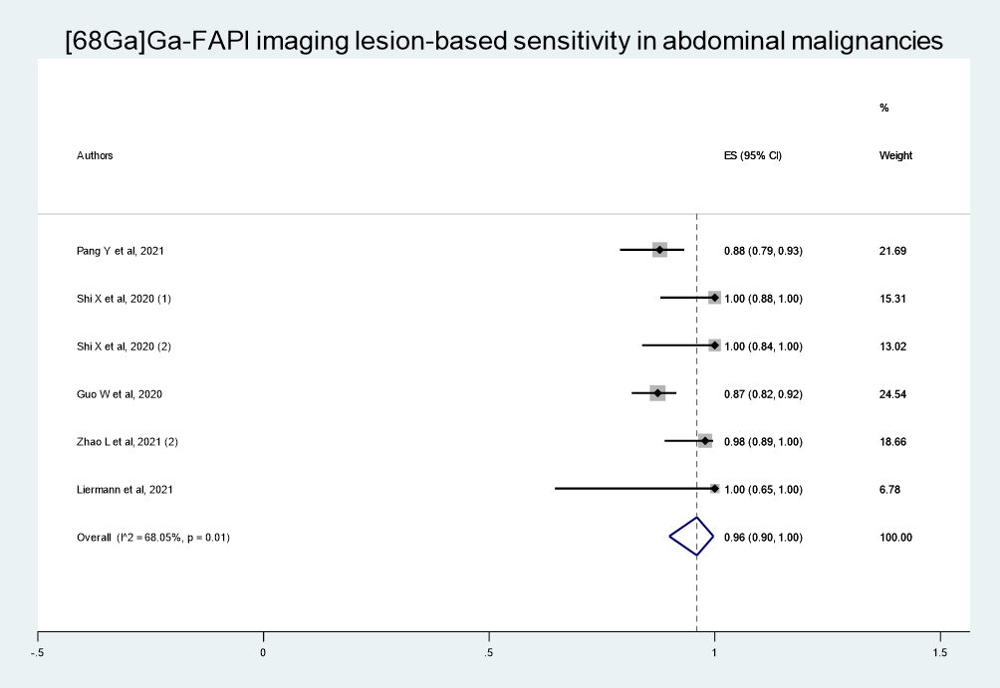 [68Ga]Ga-FAPI imaging lesion-based sensitivity in abdominal malignancies
%
Authors ES (95% CI) Weight
Pang Y et al, 2021 0.88 (0.79, 0.93) 21.69
Shi X et al, 2020 (1) 1.00 (0.88, 1.00) 15.31
Shi X et al, 2020 (2) 1.00 (0.84, 1.00) 13.02
Guo W et al, 2020 0.87 (0.82, 0.92) 24.54
Zhao L et al, 2021 (2) 0.98 (0.89, 1.00) 18.66
Liermann et al, 2021 1.00 (0.65, 1.00) 6.78
Overall (I^2 = 68.05%, p = 0.01) 0.96 (0.90, 1.00) 100.00
-.5 0 .5 1 1.5